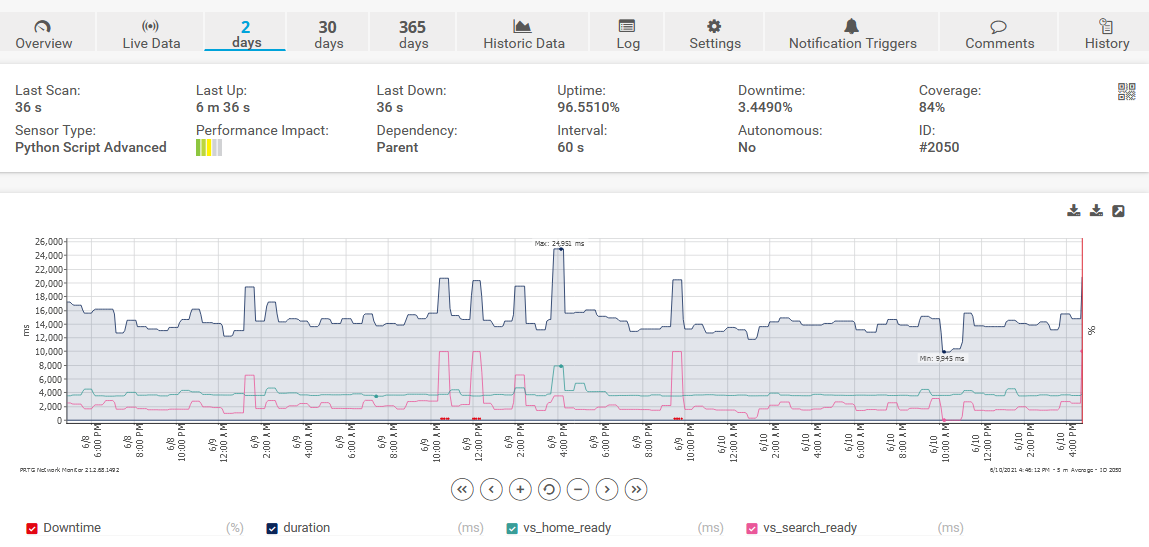 Overview
Live Data
2 days
30 days
365 days
Historic Data
Log
Settings
Notification Triggers
Comments
History
Last Scan: Last Up: Last Down: Uptime: Downtime: Coverage:
36 s 6 m 36 s 36 s 96.5510% 3.4490% 84%
Sensor Type: Performance Impact: Dependency: Interval: Autonomous: ID:
Python Script Advanced Parent 60 s No #2050
26,000
24,000
22,000
20,000
18,000
16,000
14,000
12,000
10,000
8,000
6,000
4,000
2,000
0
ms
Max: 24,951 ms
Min: 9,945 ms
%
6/8 6:00 PM
6/8 8:00 PM
6/8 10:00 PM
6/9 12:00 AM
6/9 2:00 AM
6/9 4:00 AM
6/9 6:00 AM
6/9 8:00 AM
6/9 10:00 AM
6/9 12:00 PM
6/9 2:00 PM
6/9 4:00 PM
6/9 6:00 PM
6/9 8:00 PM
6/9 10:00 PM
6/10 12:00 AM
6/10 2:00 AM
6/10 4:00 AM
6/10 6:00 AM
6/10 8:00 AM
6/10 10:00 AM
6/10 12:00 PM
6/10 2:00 PM
6/10 4:00 PM
PRTG Network Monitor 21.2.68.1492
6/10/2021 4:46:12 PM - 5 m Average - ID 2050
Downtime (%) duration (ms) vs_home_ready (ms) vs_search_ready (ms)